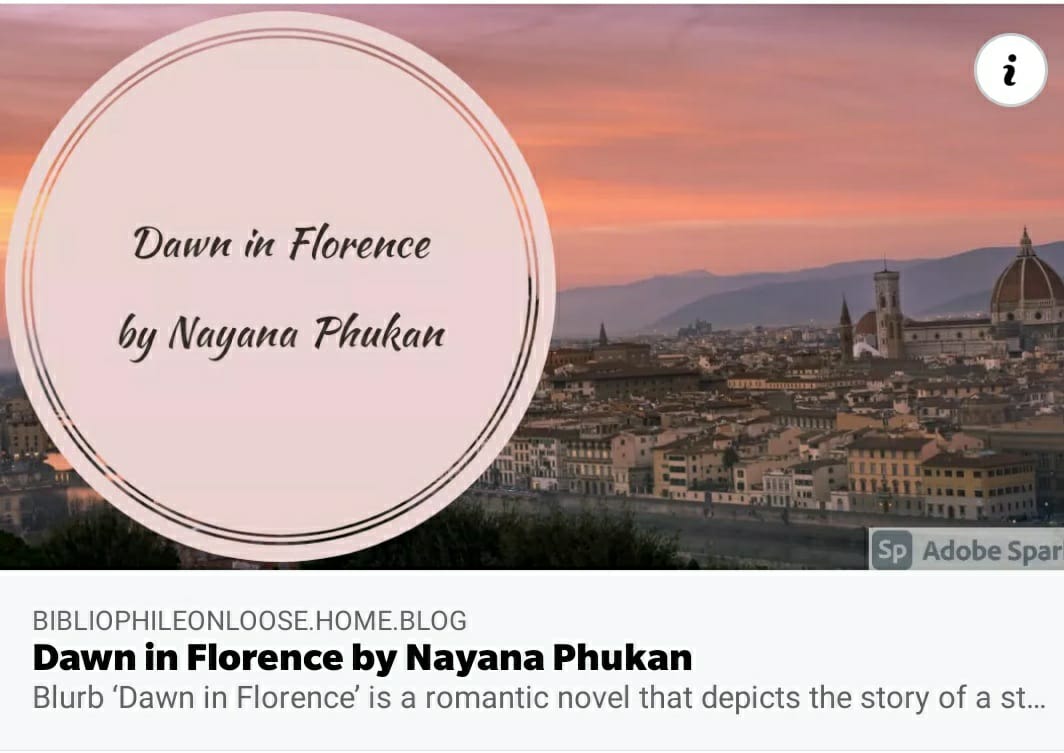 Dawn in Florence
by Nayana Phukan
i
Sp Adobe Spar
BIBLIOPHILEONLOOSE.HOME.BLOG
Dawn in Florence by Nayana Phukan
Blurb ‘Dawn in Florence’ is a romantic novel that depicts the story of a st...